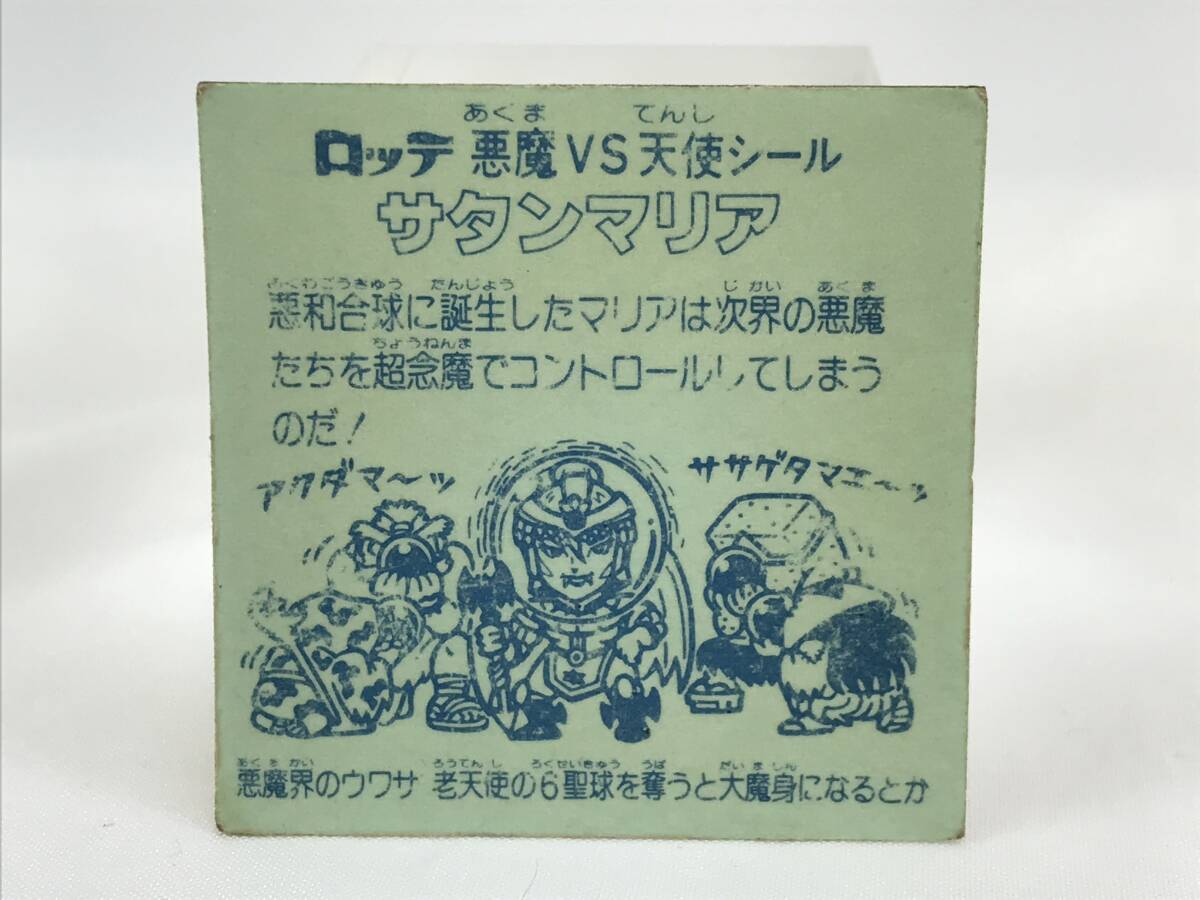 あくま てんし
ロッテ 悪魔VS天使シール
サタンマリア
あくわごうきゅう たんじょう じかい あくま
悪和合球に誕生したマリアは次界の悪魔
ちょうねんま
たちを超念魔でコントロールしてしまう
のだ!
アクダマ〜ッ
ササゲタマエ〜ッ
あくまかい ろうてんし ろくせいきゅう うば だいましん
悪魔界のウワサ 老天使の6聖球を奪うと大魔身になるとか